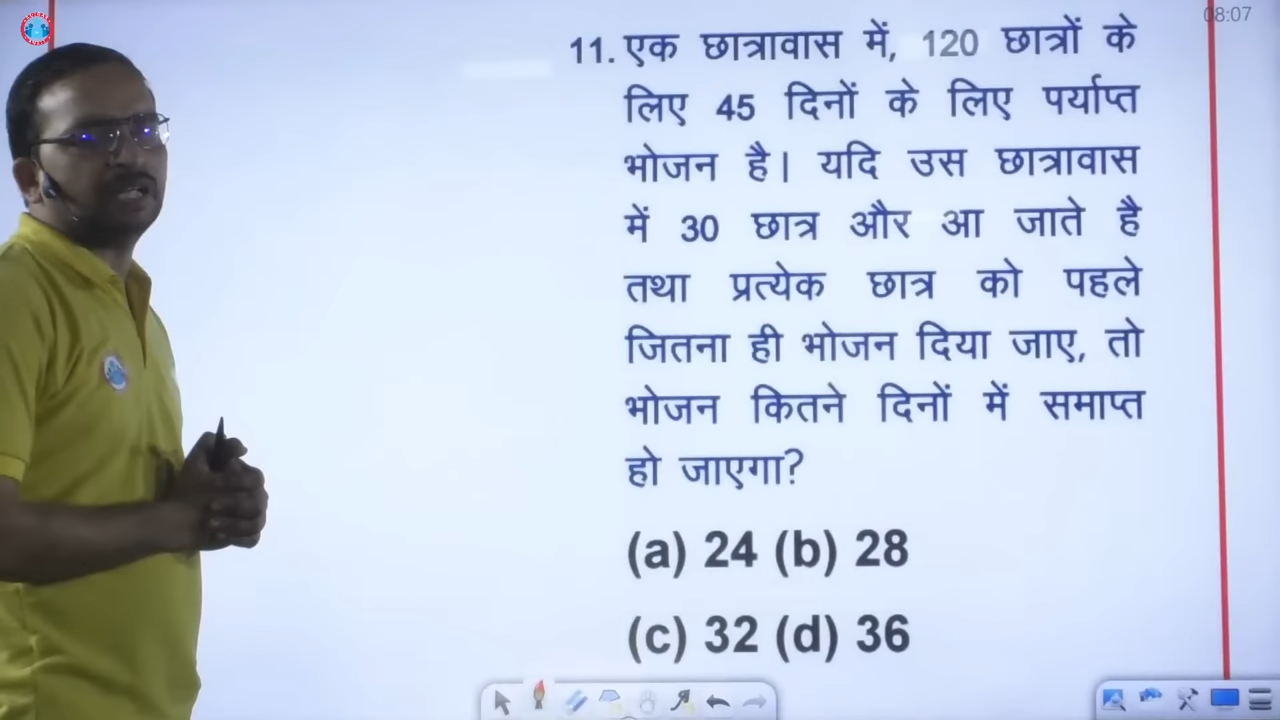 08:07
11. एक छात्रावास में, 120 छात्रों के
लिए 45 दिनों के लिए पर्याप्त
भोजन है। यदि उस छात्रावास
में 30 छात्र और आ जाते है
तथा प्रत्येक छात्र को पहले
जितना ही भोजन दिया जाए, तो
भोजन कितने दिनों में समाप्त
हो जाएगा?
(a) 24 (b) 28
(c) 32 (d) 36